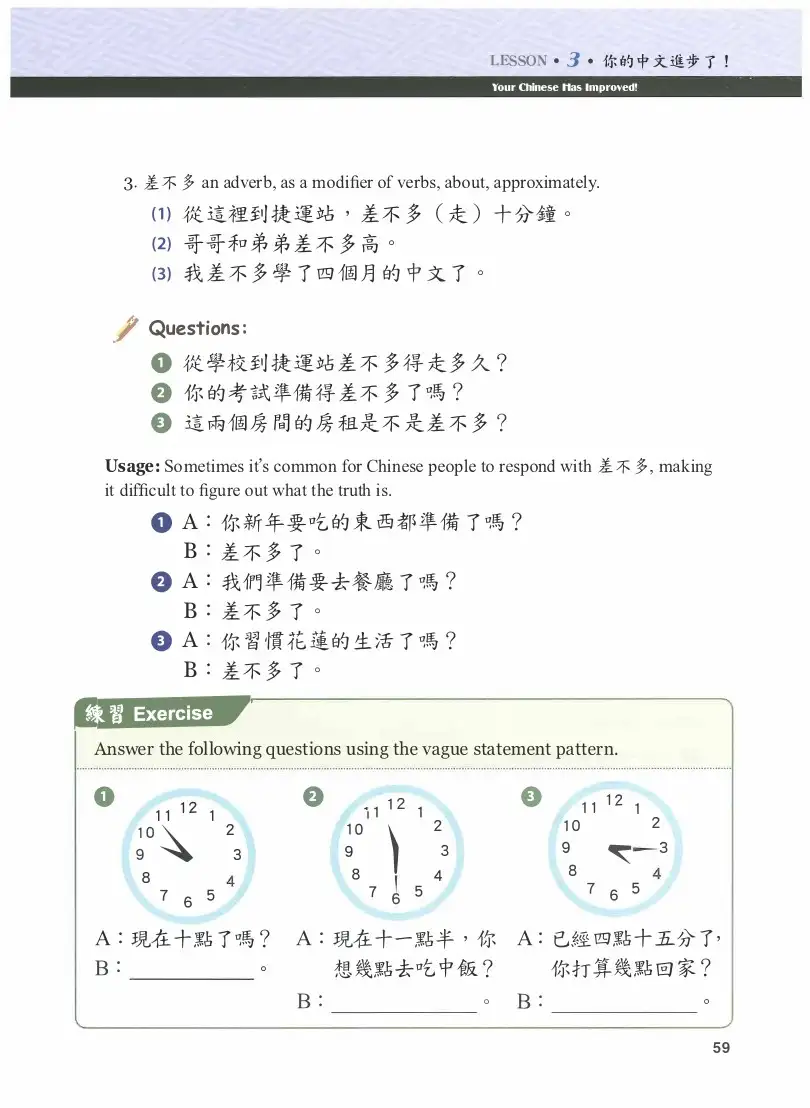 LESSON • 3 • 你的中文進步了！
Your Chinese Has Improved!
3. 差不多 an adverb, as a modifier of verbs, about, approximately.
(1) 從這裡到捷運站，差不多（走）十分鐘。
(2) 哥哥和弟弟差不多高。
(3) 我差不多學了四個月的中文了。
Questions:
1 從學校到捷運站差不多得走多久？
2 你的考試準備得差不多了嗎？
3 這兩個房間的房租是不是差不多？
Usage: Sometimes it's common for Chinese people to respond with 差不多, making
it difficult to figure out what the truth is.
1 A：你新年要吃的東西都準備了嗎？
B：差不多了。
2 A：我們準備要去餐廳了嗎？
B：差不多了。
3 A：你習慣花蓮的生活了嗎？
B：差不多了。
練習 Exercise
Answer the following questions using the vague statement pattern.
1
12 1 2 3 4 5 6 7 8 9 10 11
A：現在十點了嗎？
B：____________。
2
12 1 2 3 4 5 6 7 8 9 10 11
A：現在十一點半，你
想幾點去吃中飯？
B：______________。
3
12 1 2 3 4 5 6 7 8 9 10 11
A：已經四點十五分了，
你打算幾點回家？
B：______________。
59